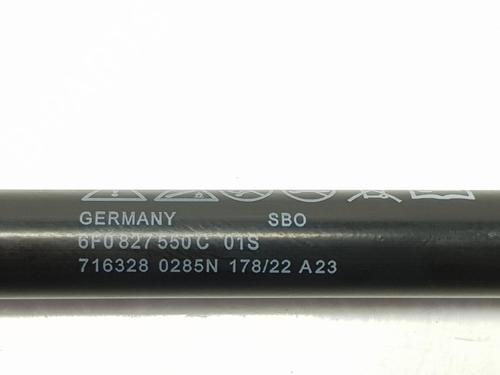 GERMANY SBO
6F0 827 550 C 01S
716328 0285N 178/22 A23